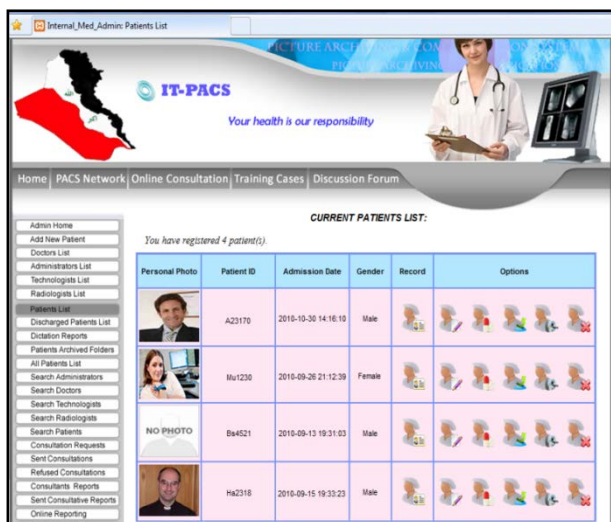 Internal_Med_Admin: Patients List
IT-PACS
Your health is our responsibility
Home PACS Network Online Consultation Training Cases Discussion Forum
Admin Home
Add New Patient
Doctors List
Administrators List
Technologists List
Radiologists List
Patients List
Discharged Patients List
Dictation Reports
Patients Archived Folders
All Patients List
Search Administrators
Search Doctors
Search Technologists
Search Radiologists
Search Patients
Consultation Requests
Sent Consultations
Refused Consultations
Consultants Reports
Sent Consultative Reports
Online Reporting
CURRENT PATIENTS LIST:
You have registered 4 patient(s).
Personal Photo Patient ID Admission Date Gender Record Options
A23170 2010-10-30 14:16:10 Male
Mu1230 2010-09-26 21:12:39 Female
NO PHOTO Bs4521 2010-09-13 19:31:03 Male
Ha2318 2010-09-15 19:33:23 Male